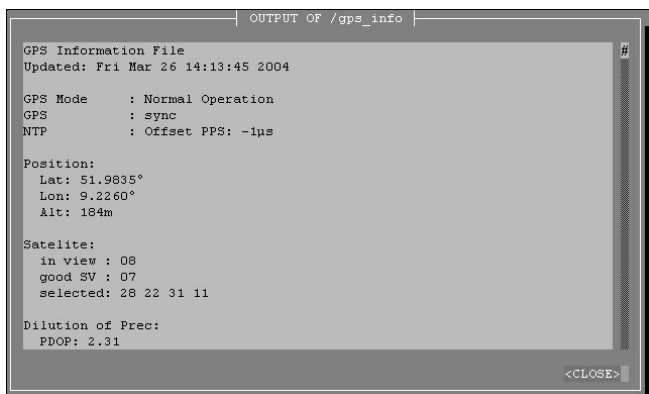 OUTPUT OF /gps_info
GPS Information File
#
Updated: Fri Mar 26 14:13:45 2004
GPS Mode : Normal Operation
GPS : sync
NTP : Offset PPS: -1µs
Position:
Lat: 51.9835°
Lon: 9.2260°
Alt: 184m
Satelite:
in view : 08
good SV : 07
selected: 28 22 31 11
Dilution of Prec:
PDOP: 2.31
<CLOSE>